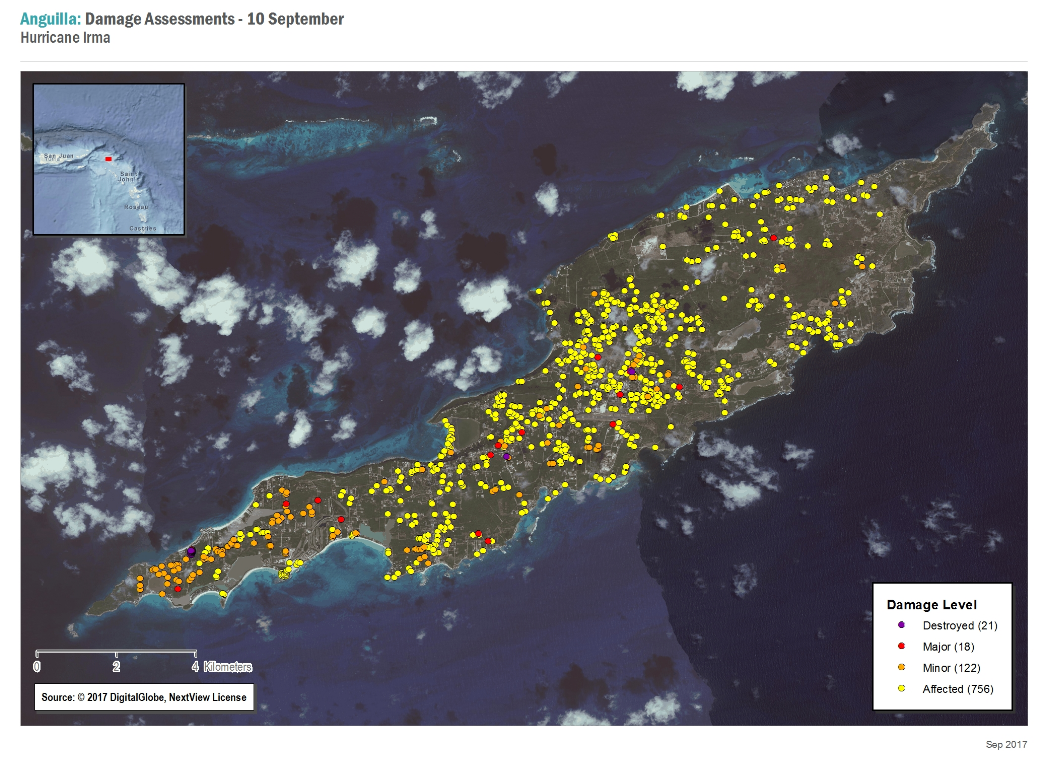 Anguilla: Damage Assessments - 10 September
Hurricane Irma
San Juan
Saint
John's
Roseau
Castries
Damage Level
Destroyed (21)
Major (18)
Minor (122)
Affected (756)
0 2 4 Kilometers
Source: © 2017 DigitalGlobe, NextView License
Sep 2017